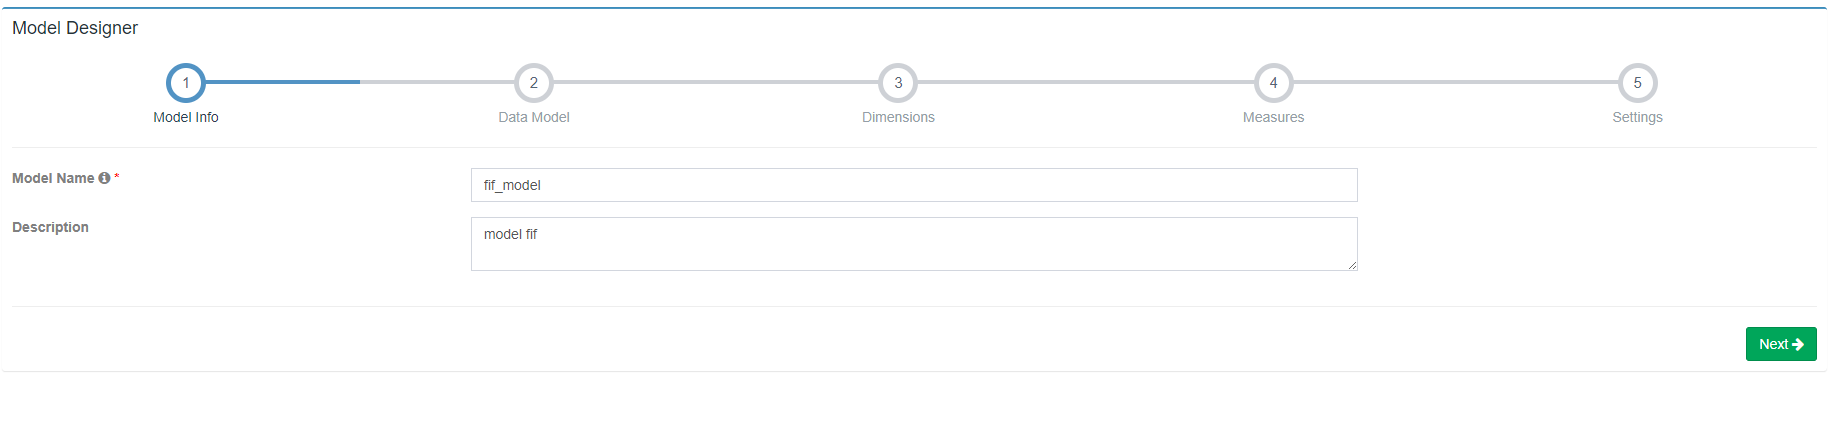 Model Designer
1 2 3 4 5
Model Info Data Model Dimensions Measures Settings
Model Name *
fif_model
Description
model fif
Next